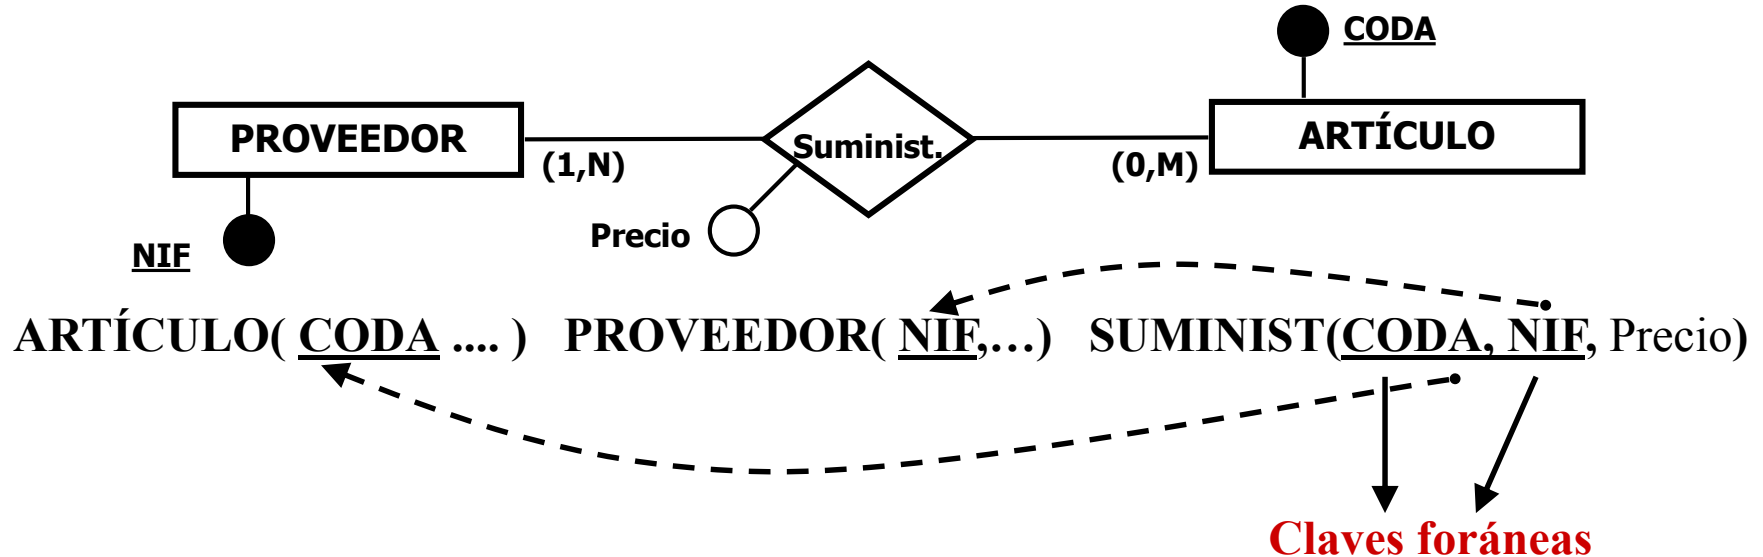 CODA
PROVEEDOR
Suminist.
ARTÍCULO
(1,N)
(0,M)
Precio
NIF
ARTÍCULO( CODA .... ) PROVEEDOR( NIF,...) SUMINIST(CODA, NIF, Precio)
Claves foráneas